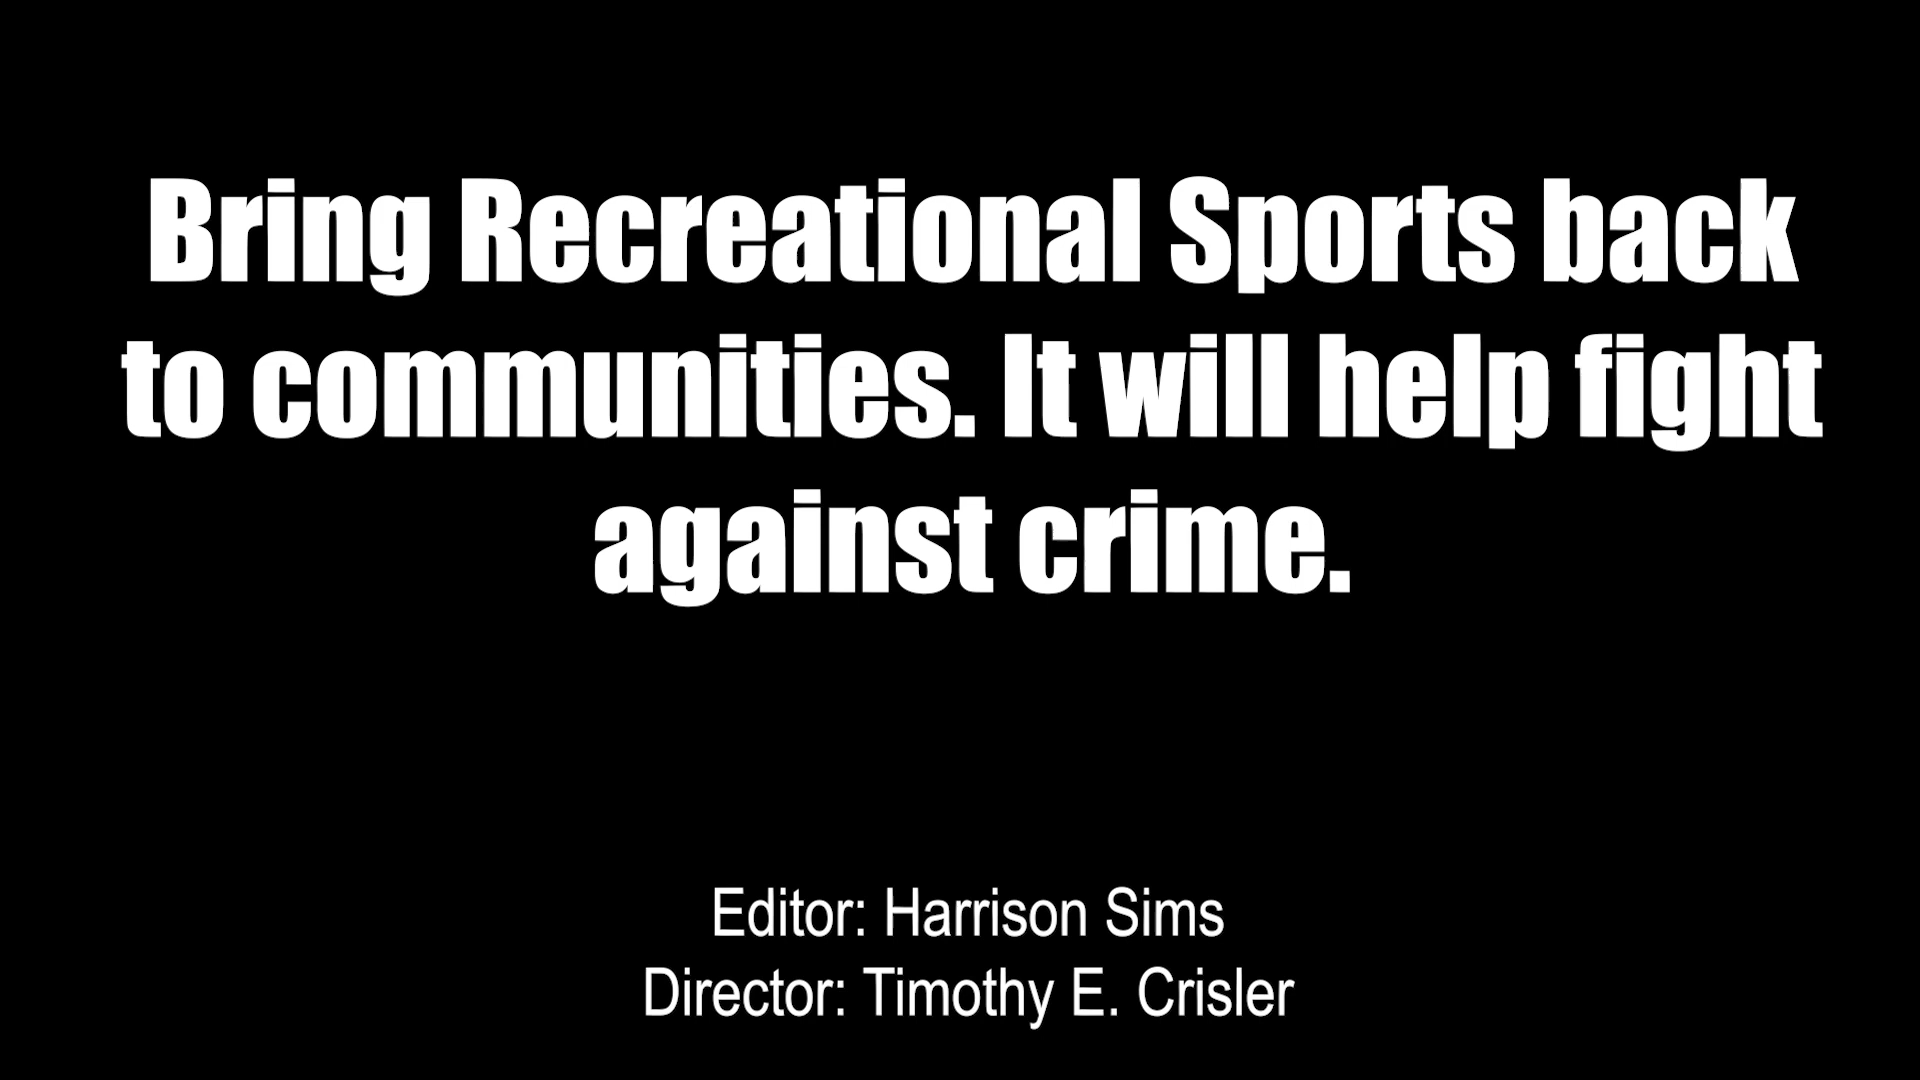 Bring Recreational Sports back
to communities. It will help fight
against crime.
Editor: Harrison Sims
Director: Timothy E. Crisler